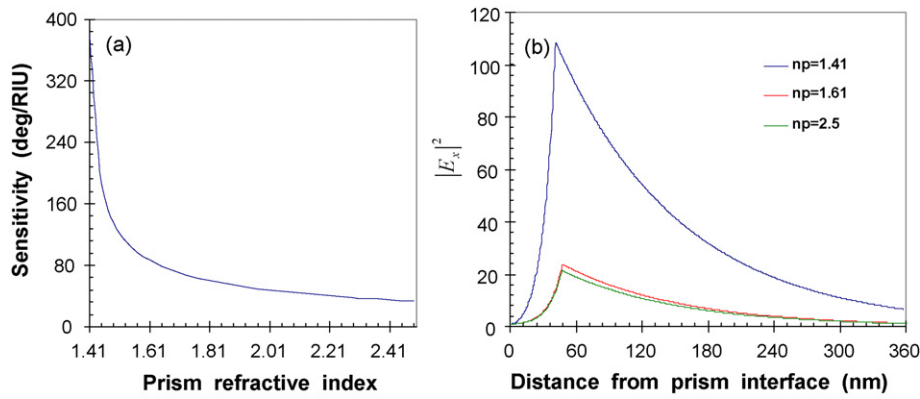 (a)
Sensitivity (deg/RIU)
400
320
240
160
80
0
1.41
1.61
1.81
2.01
2.21
2.41
Prism refractive index
(b)
|E_x|^2
120
100
80
60
40
20
0
np=1.41
np=1.61
np=2.5
0
60
120
180
240
300
360
Distance from prism interface (nm)